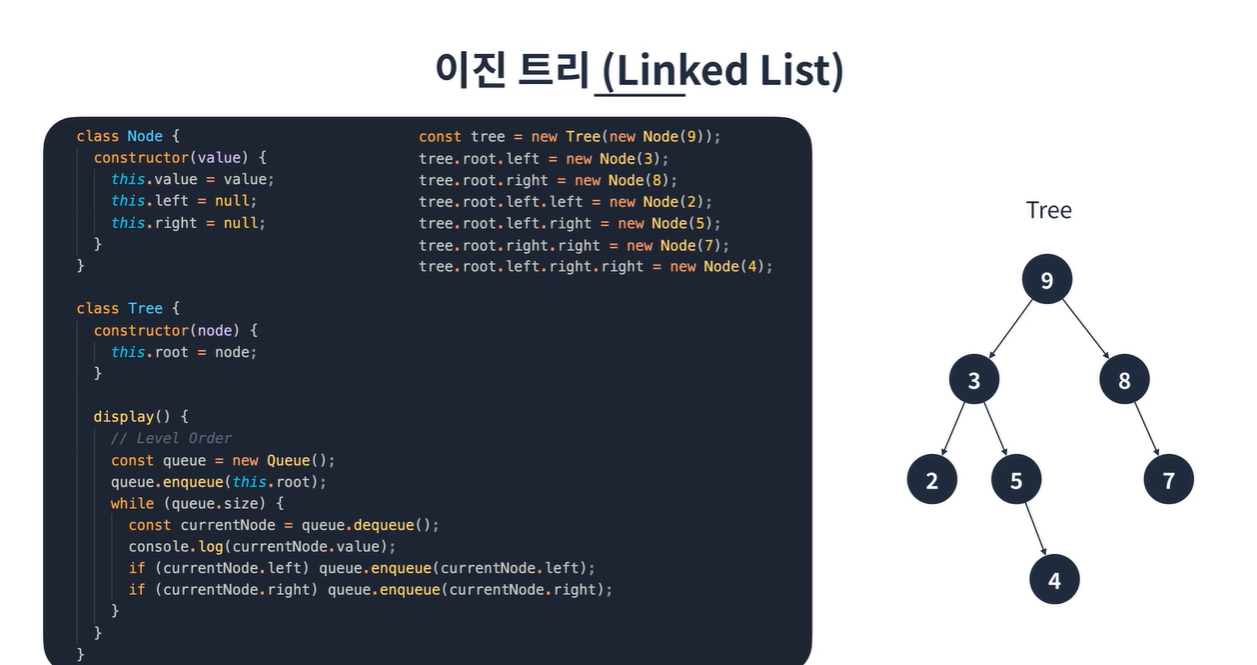 이진 트리 (Linked List)
class Node {
  constructor(value) {
    this.value = value;
    this.left = null;
    this.right = null;
  }
}
class Tree {
  constructor(node) {
    this.root = node;
  }
  display() {
    // Level Order
    const queue = new Queue();
    queue.enqueue(this.root);
    while (queue.size) {
      const currentNode = queue.dequeue();
      console.log(currentNode.value);
      if (currentNode.left) queue.enqueue(currentNode.left);
      if (currentNode.right) queue.enqueue(currentNode.right);
    }
  }
}
const tree = new Tree(new Node(9));
tree.root.left = new Node(3);
tree.root.right = new Node(8);
tree.root.left.left = new Node(2);
tree.root.left.right = new Node(5);
tree.root.right.right = new Node(7);
tree.root.left.right.right = new Node(4);
Tree
9
3 8
2 5 7
4